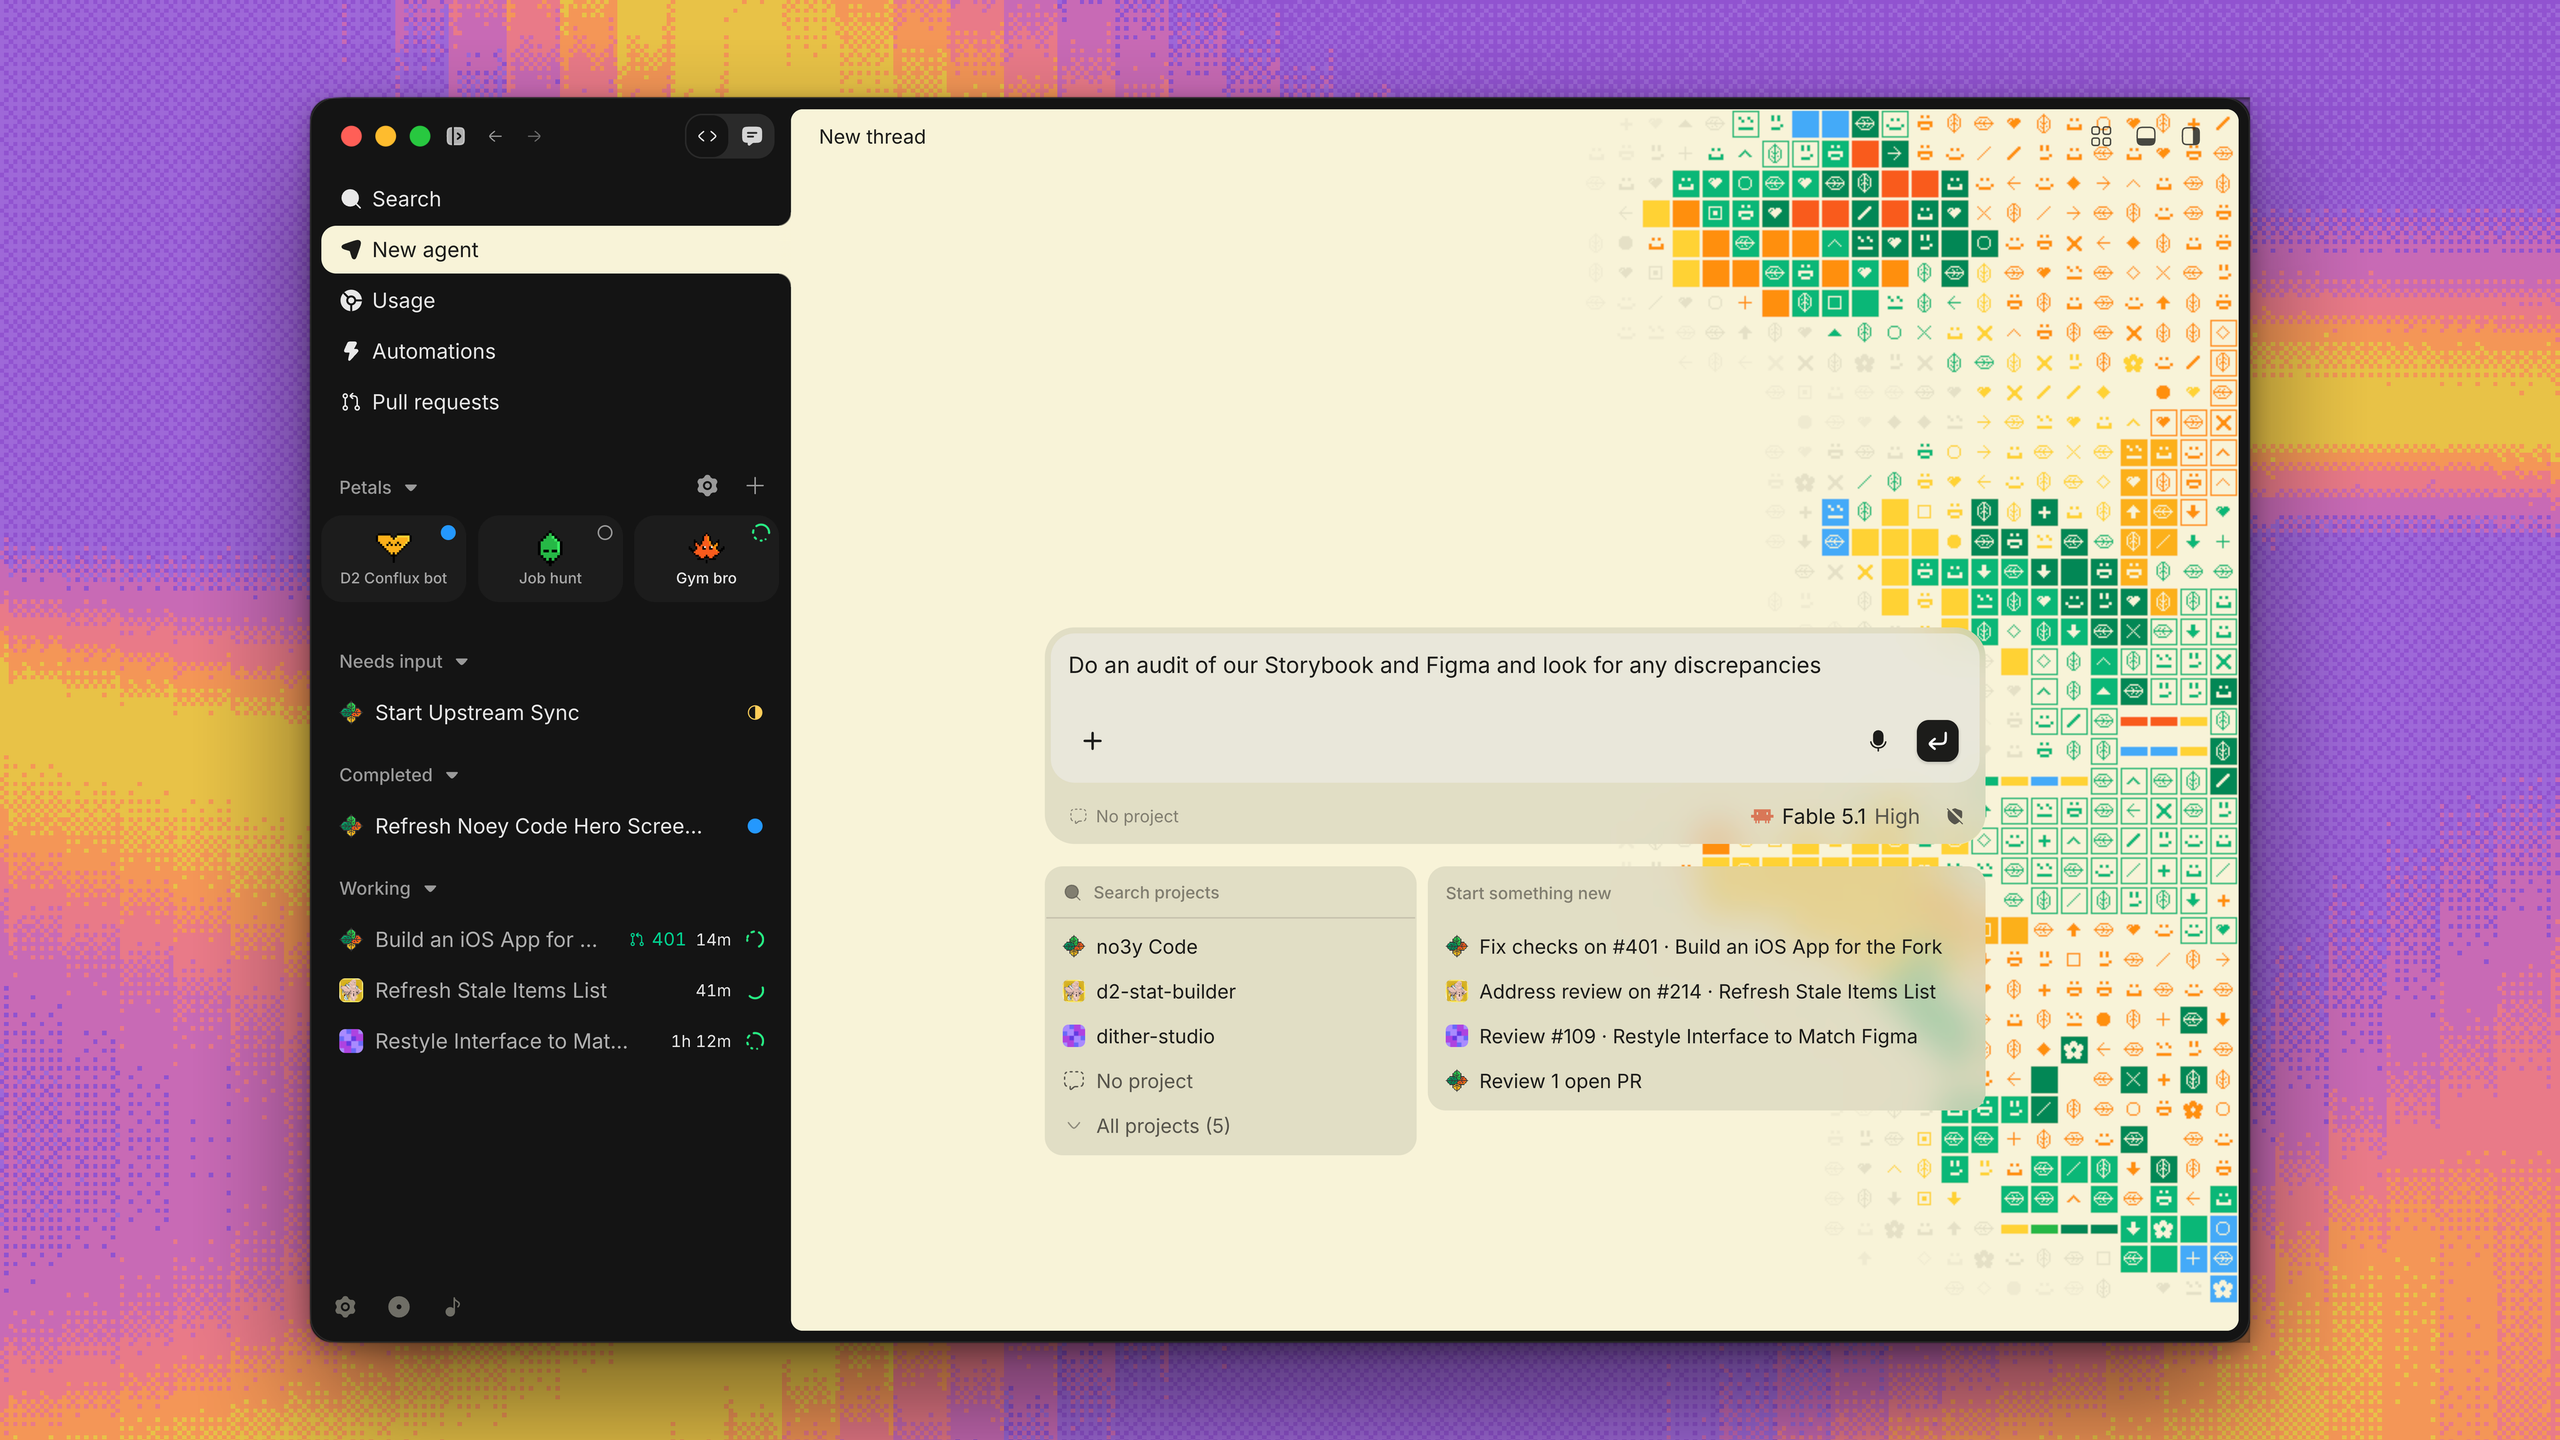 New thread
Search
New agent
Usage
Automations
Pull requests
Petals
D2 Conflux bot
Job hunt
Gym bro
Needs input
Start Upstream Sync
Completed
Refresh Noey Code Hero Scree...
Working
Build an iOS App for ... 401 14m
Refresh Stale Items List 41m
Restyle Interface to Mat... 1h 12m
Do an audit of our Storybook and Figma and look for any discrepancies
No project
Fable 5.1 High
Search projects
no3y Code
d2-stat-builder
dither-studio
No project
All projects (5)
Start something new
Fix checks on #401 · Build an iOS App for the Fork
Address review on #214 · Refresh Stale Items List
Review #109 · Restyle Interface to Match Figma
Review 1 open PR